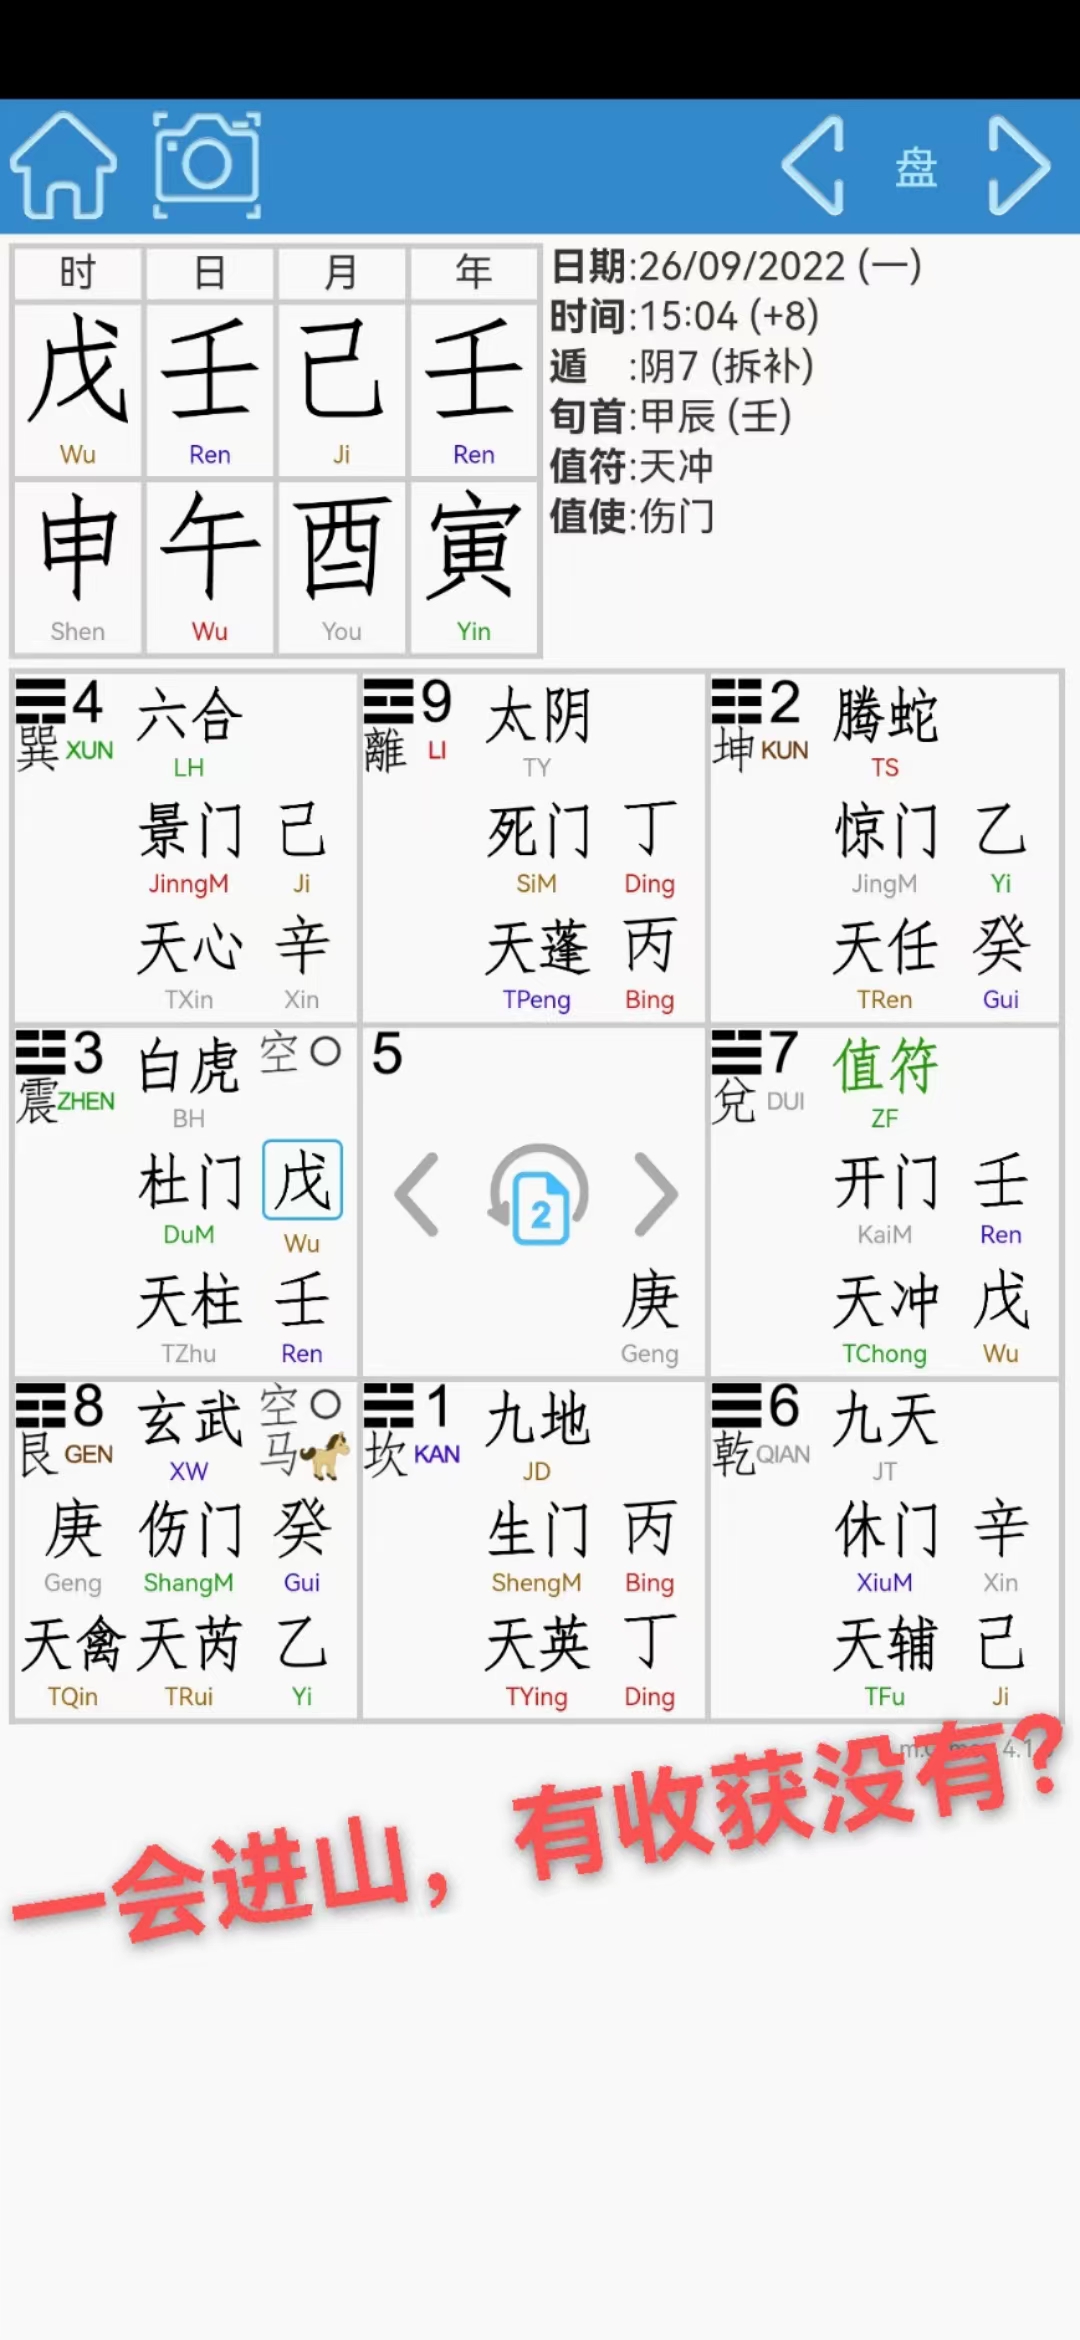 盘
时 日 月 年
戊 壬 己 壬
Wu Ren Ji Ren
申 午 酉 寅
Shen Wu You Yin
日期:26/09/2022 (一)
时间:15:04 (+8)
遁 :阴7 (拆补)
旬首:甲辰 (壬)
值符:天冲
值使:伤门
4 六合
巽 XUN LH
景门 己
JinngM Ji
天心 辛
TXin Xin
9 太阴
離 LI TY
死门 丁
SiM Ding
天蓬 丙
TPeng Bing
2 腾蛇
坤 KUN TS
惊门 乙
JingM Yi
天任 癸
TRen Gui
3 白虎 空
震 ZHEN BH
杜门 戊
DuM Wu
天柱 壬
TZhu Ren
5
2
庚
Geng
7 值符
兌 DUI ZF
开门 壬
KaiM Ren
天冲 戊
TChong Wu
8 玄武 空
艮 GEN XW 马
庚 伤门 癸
Geng ShangM Gui
天禽 天芮 乙
TQin TRui Yi
1 九地
坎 KAN JD
生门 丙
ShengM Bing
天英 丁
TYing Ding
6 九天
乾 QIAN JT
休门 辛
XiuM Xin
天辅 己
TFu Ji
一会进山，有收获没有？